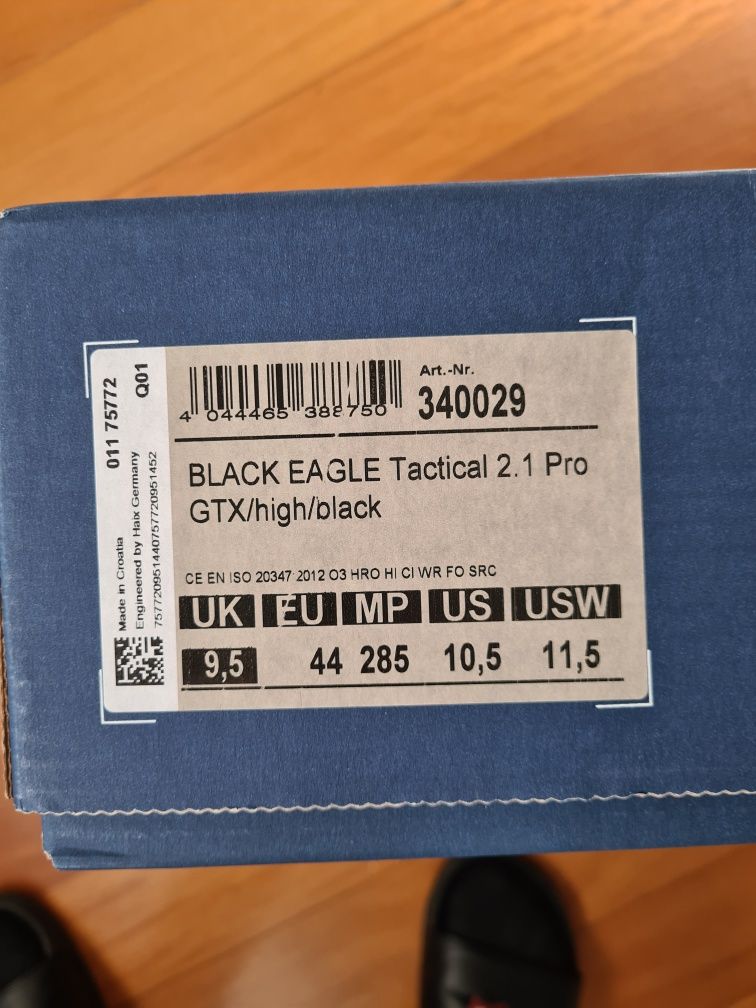 011 75772 Q01
Made in Croatia
Engineered by Haix Germany
7577209514407577720951452
4 044465 388750
Art.-Nr.
340029
BLACK EAGLE Tactical 2.1 Pro
GTX/high/black
CE EN ISO 20347:2012 O3 HRO HI CI WR FO SRC
UK EU MP US USW
9,5 44 285 10,5 11,5